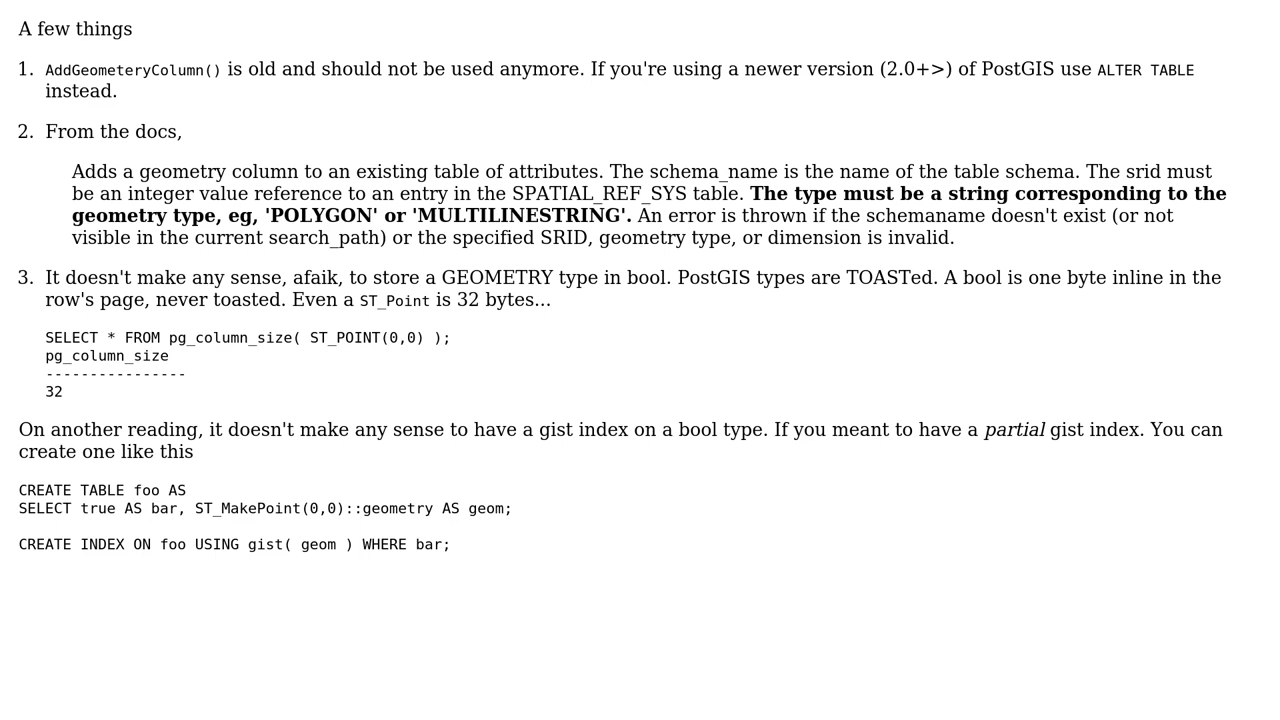 A few things
1. AddGeometeryColumn() is old and should not be used anymore. If you're using a newer version (2.0+>) of PostGIS use ALTER TABLE
instead.
2. From the docs,
Adds a geometry column to an existing table of attributes. The schema_name is the name of the table schema. The srid must
be an integer value reference to an entry in the SPATIAL_REF_SYS table. The type must be a string corresponding to the
geometry type, eg, 'POLYGON' or 'MULTILINESTRING'. An error is thrown if the schemaname doesn't exist (or not
visible in the current search_path) or the specified SRID, geometry type, or dimension is invalid.
3. It doesn't make any sense, afaik, to store a GEOMETRY type in bool. PostGIS types are TOASTed. A bool is one byte inline in the
row's page, never toasted. Even a ST_Point is 32 bytes...
SELECT * FROM pg_column_size( ST_POINT(0,0) );
pg_column_size
----------------
32
On another reading, it doesn't make any sense to have a gist index on a bool type. If you meant to have a partial gist index. You can
create one like this
CREATE TABLE foo AS
SELECT true AS bar, ST_MakePoint(0,0)::geometry AS geom;
CREATE INDEX ON foo USING gist( geom ) WHERE bar;